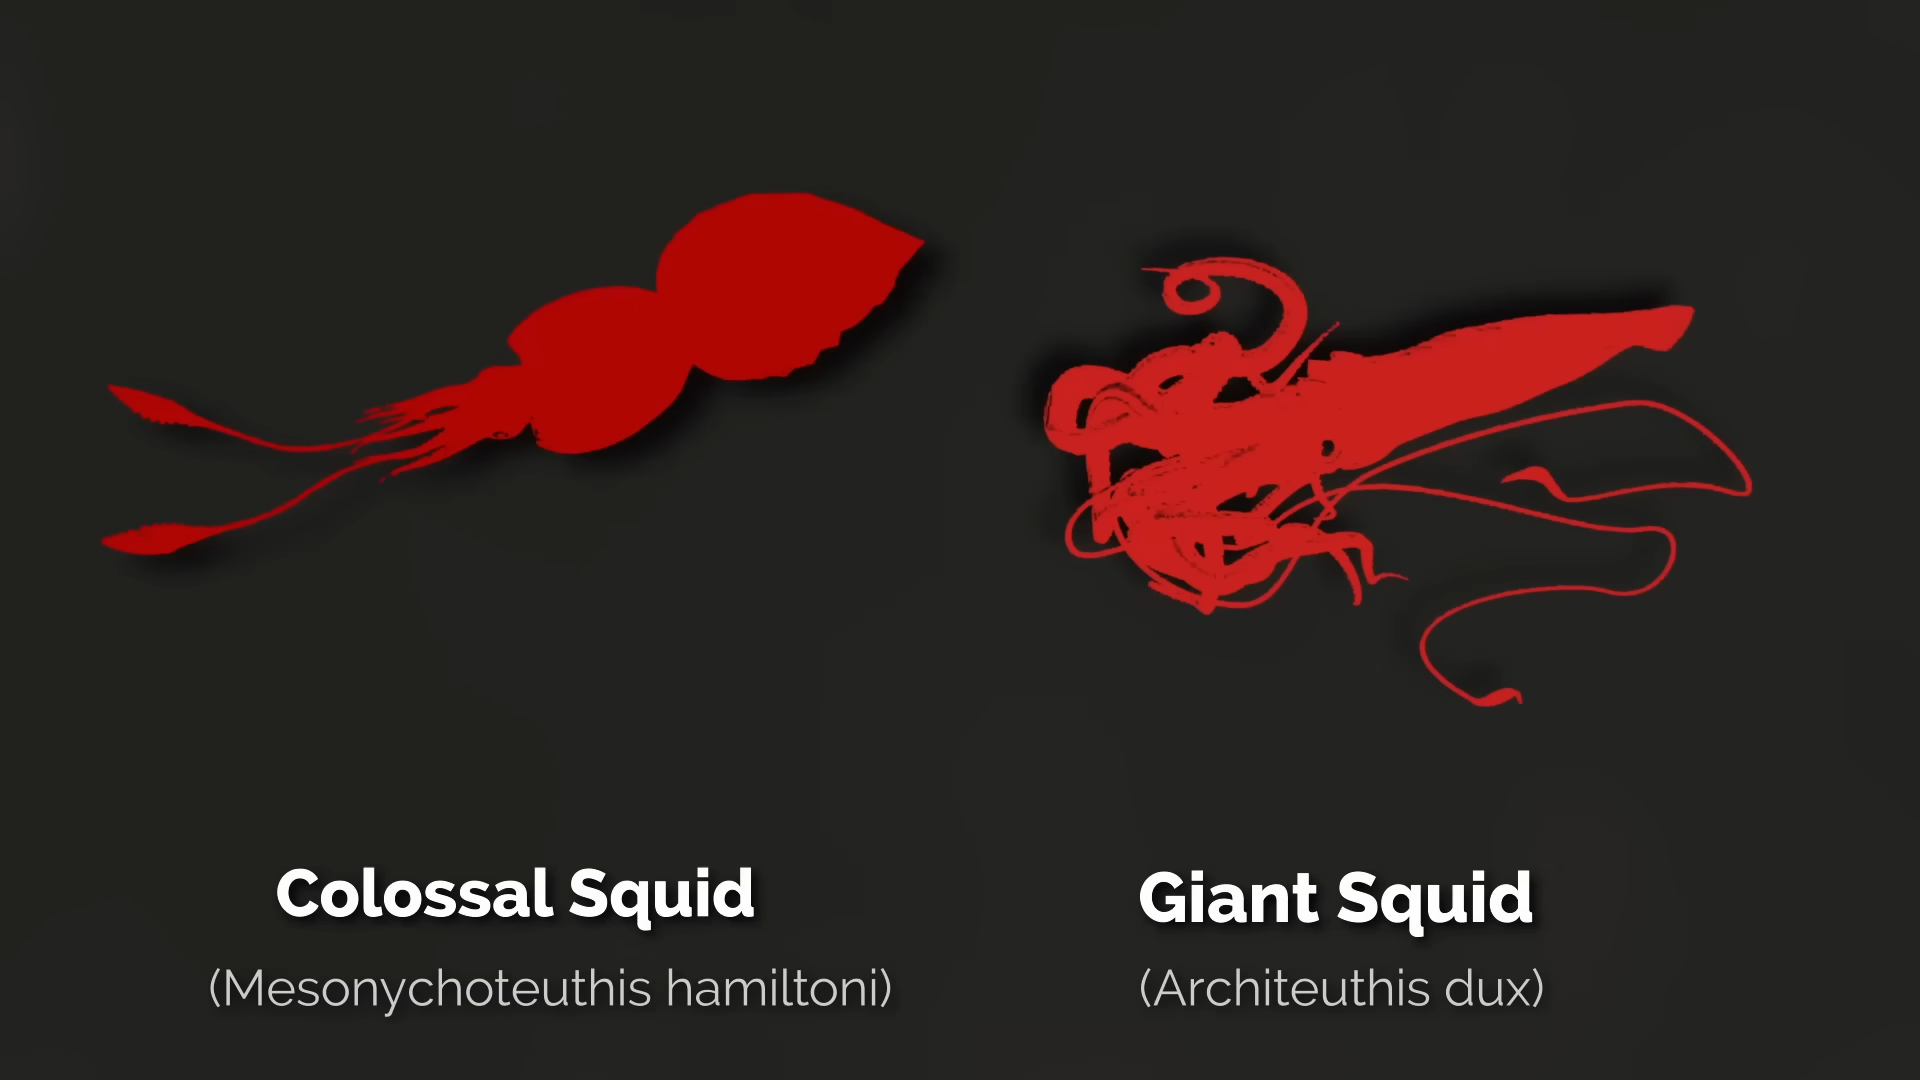 Colossal Squid
(Mesonychoteuthis hamiltoni)
Giant Squid
(Architeuthis dux)